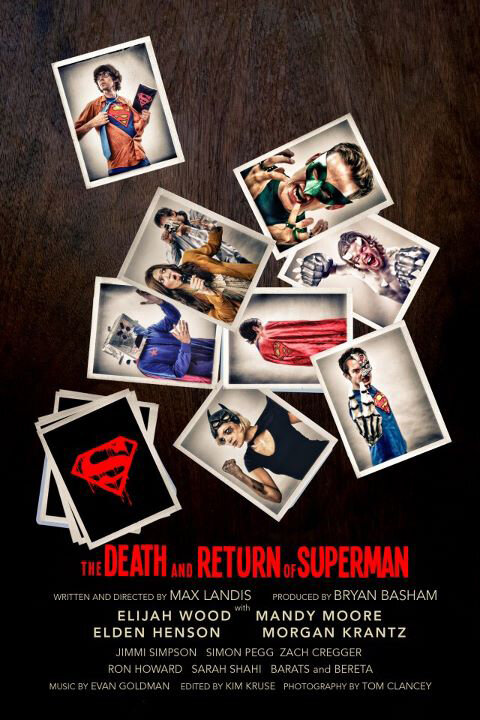 THE DEATH AND RETURN OF SUPERMAN
WRITTEN AND DIRECTED BY MAX LANDIS PRODUCED BY BRYAN BASHAM
with
ELIJAH WOOD MANDY MOORE
ELDEN HENSON MORGAN KRANTZ
JIMMI SIMPSON SIMON PEGG ZACH CREGGER
RON HOWARD SARAH SHAHI BARATS and BERETA
MUSIC BY EVAN GOLDMAN EDITED BY KIM KRUSE PHOTOGRAPHY BY TOM CLANCEY